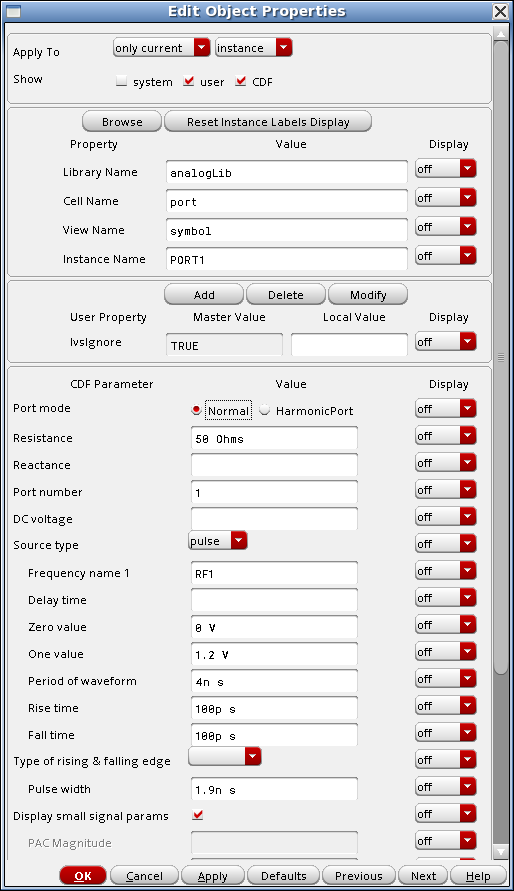 Edit Object Properties
Apply To only current instance
Show system user CDF
Browse Reset Instance Labels Display
Property Value Display
Library Name analogLib off
Cell Name port off
View Name symbol off
Instance Name PORT1 off
Add Delete Modify
User Property Master Value Local Value Display
lvsIgnore TRUE off
CDF Parameter Value Display
Port mode Normal HarmonicPort off
Resistance 50 Ohms off
Reactance off
Port number 1 off
DC voltage off
Source type pulse off
Frequency name 1 RF1 off
Delay time off
Zero value 0 V off
One value 1.2 V off
Period of waveform 4n s off
Rise time 100p s off
Fall time 100p s off
Type of rising & falling edge off
Pulse width 1.9n s off
Display small signal params off
PAC Magnitude off
OK Cancel Apply Defaults Previous Next Help